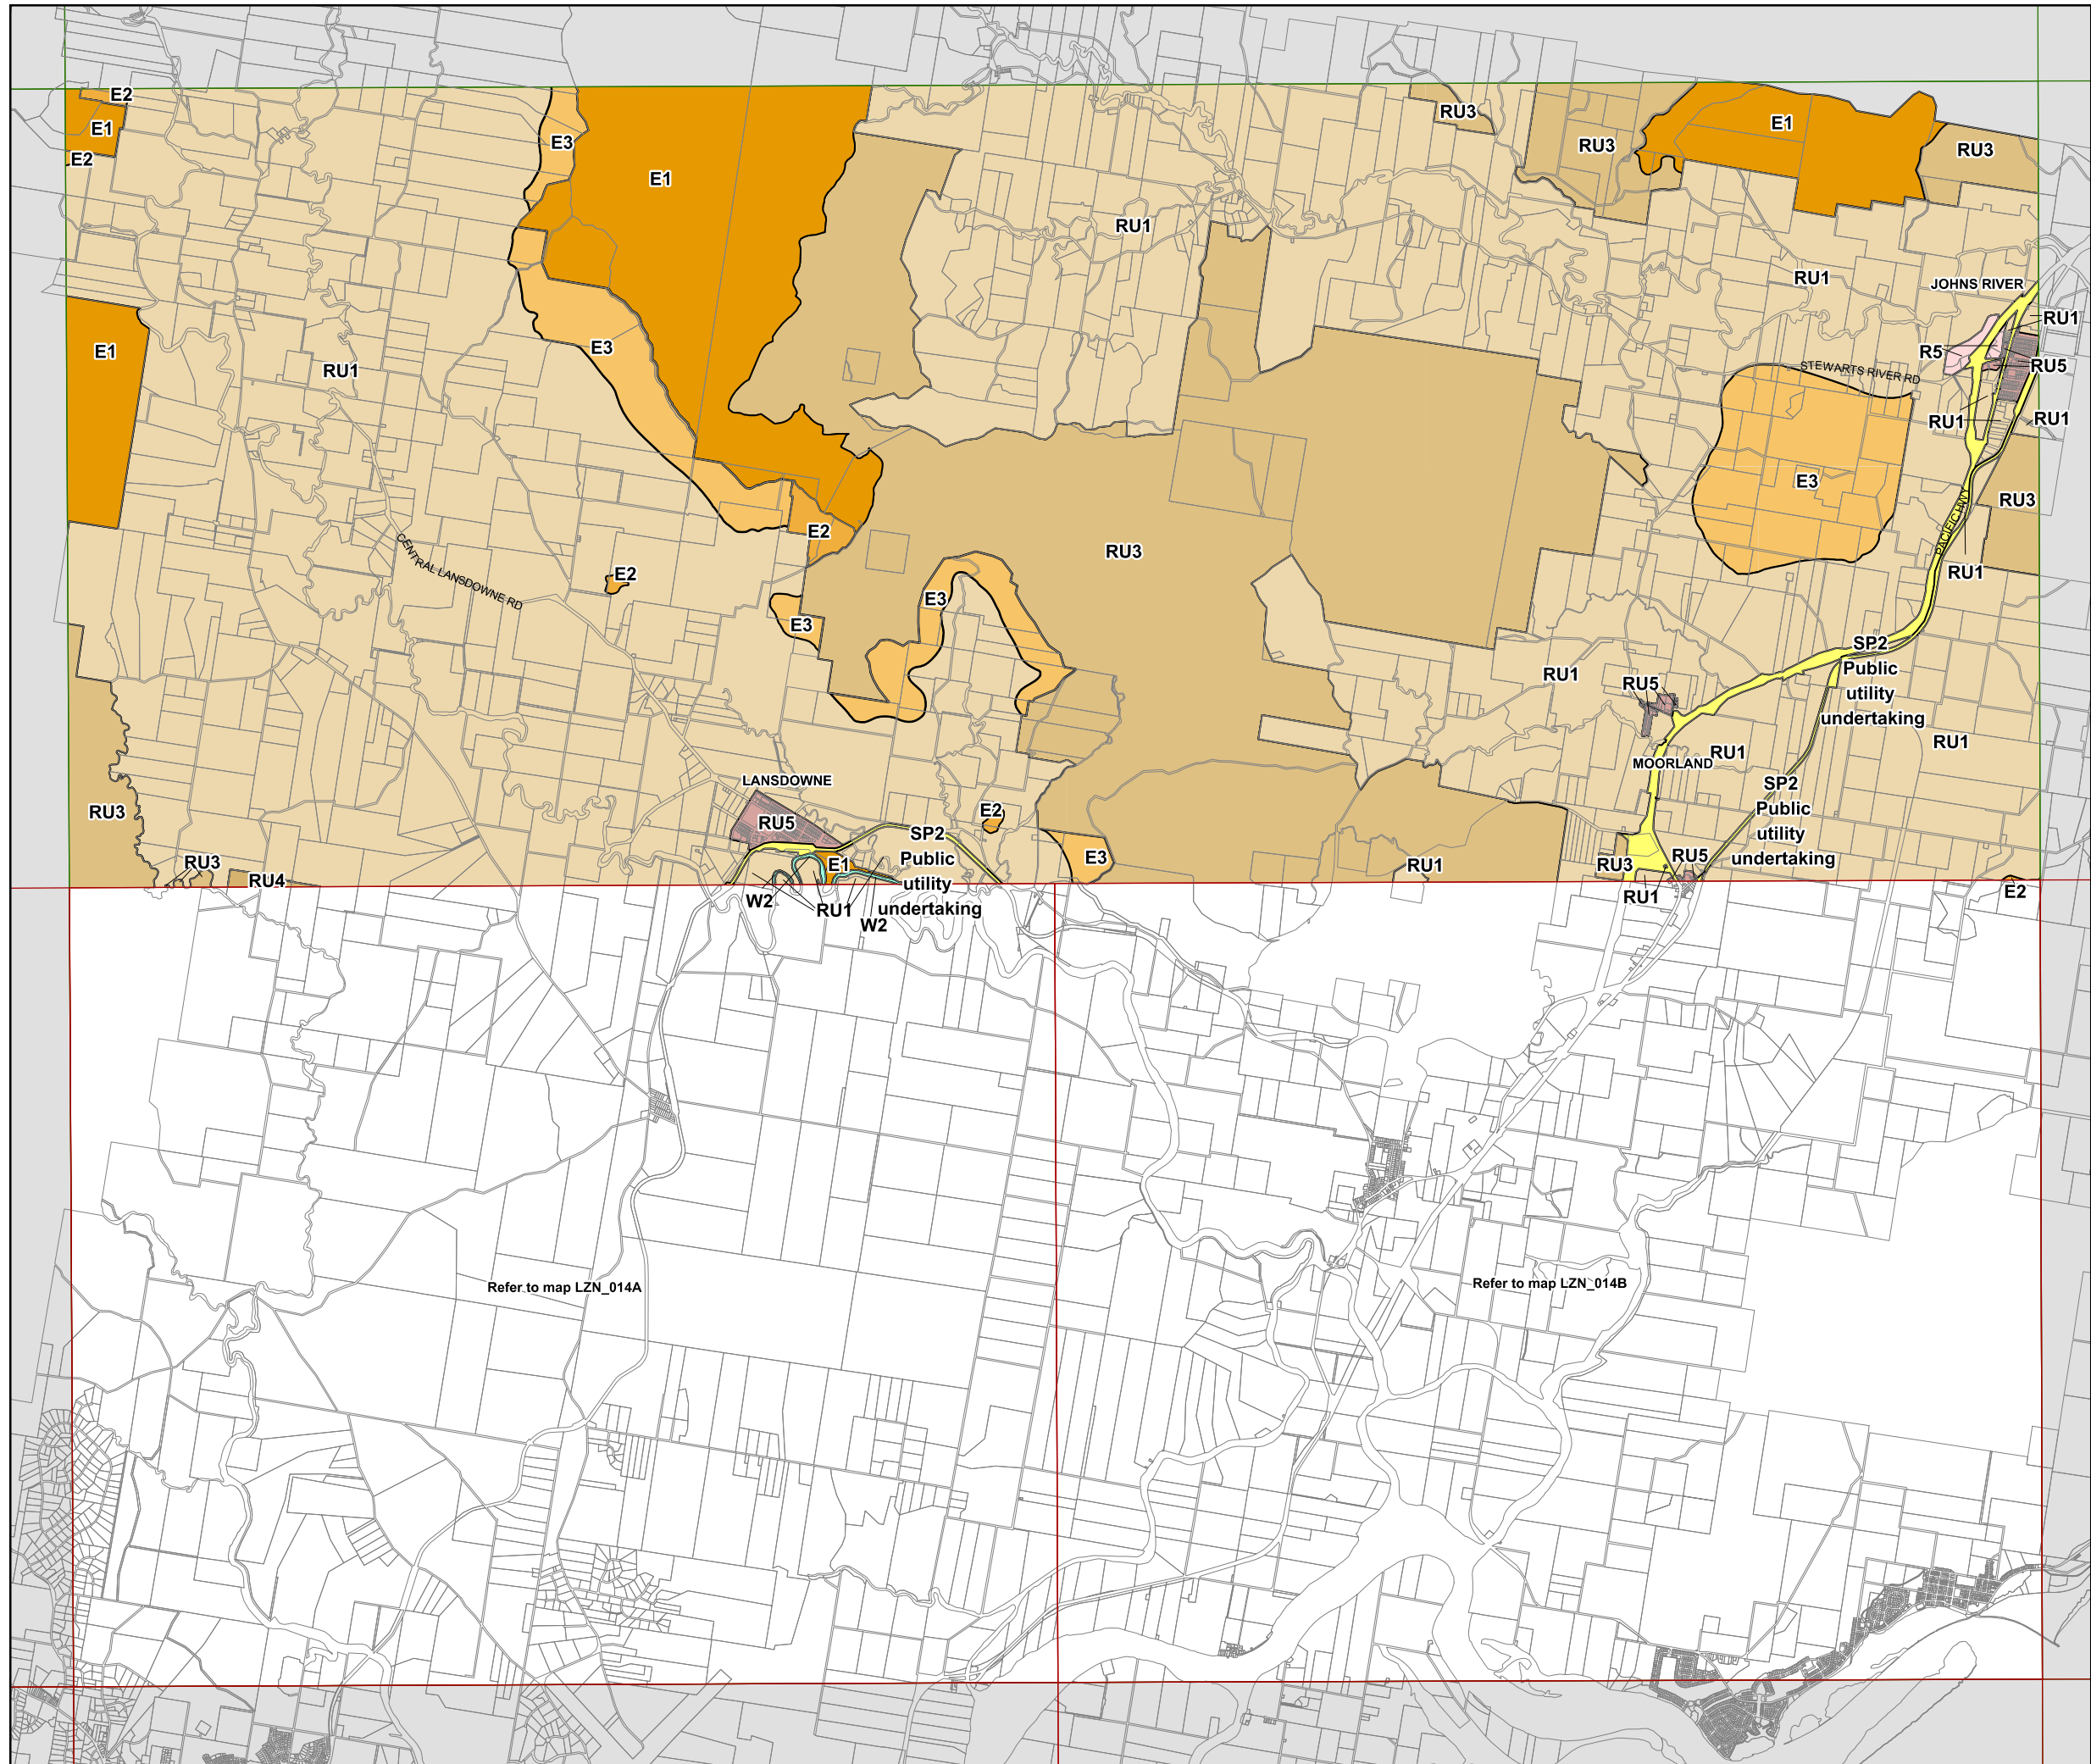 E2
E1
E2
E3
E1
RU3
RU3
E1
RU3
RU1
RU1
JOHNS RIVER
RU1
E1
RU1
E3
R5
STEWARTS RIVER RD
RU5
RU1
RU1
E3
RU3
PACIFIC HWY
E2
RU3
CENTRAL LANSDOWNE RD
E2
RU1
E3
E3
SP2
Public
utility
undertaking
RU1
RU5
RU1
RU1
MOORLAND
LANSDOWNE
SP2
Public
utility
undertaking
RU3
E2
RU5
SP2
Public
utility
undertaking
E3
RU3
RU4
E1
RU1
RU3
RU5
W2
RU1
W2
RU1
E2
Refer to map LZN_014A
Refer to map LZN_014B